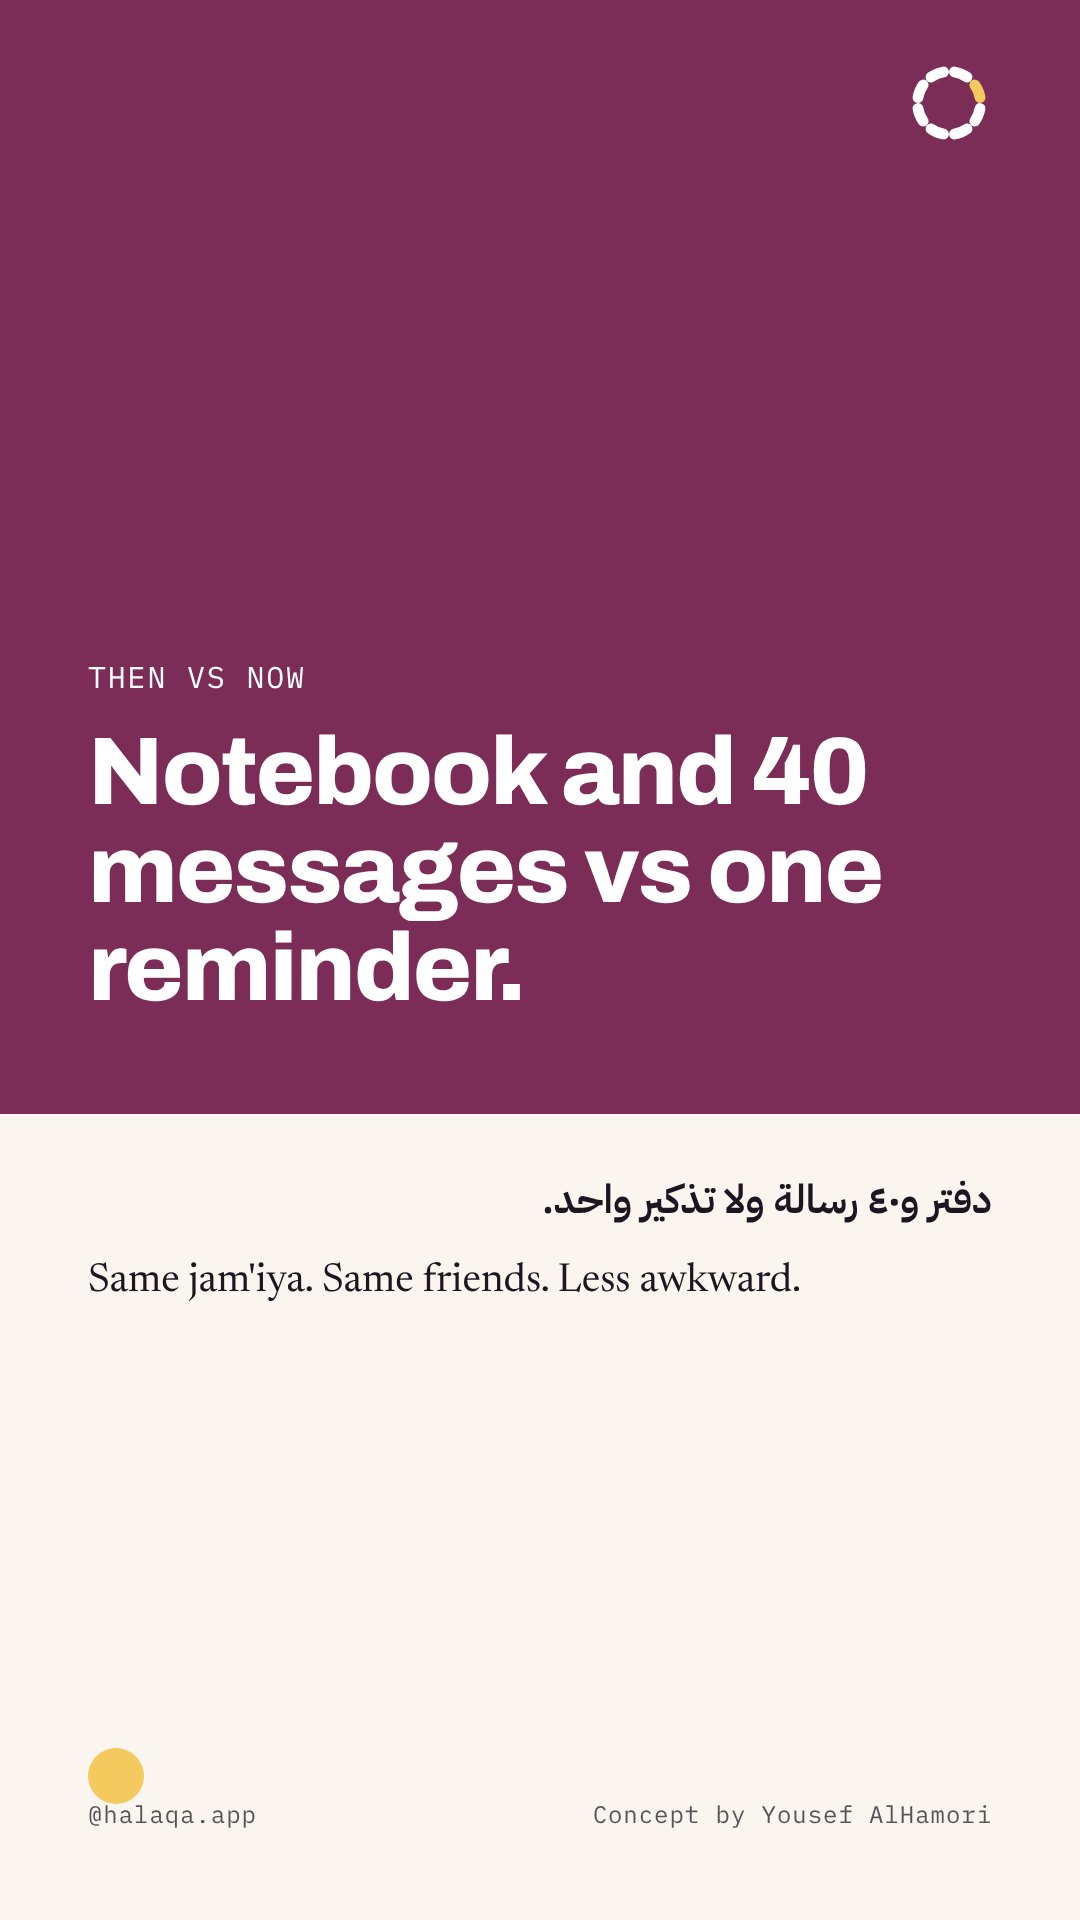 THEN VS NOW
Notebook and 40
messages vs one
reminder.
دفتر و٤٠ رسالة ولا تذكير واحد.
Same jam'iya. Same friends. Less awkward.
@halaqa.app
Concept by Yousef AlHamori